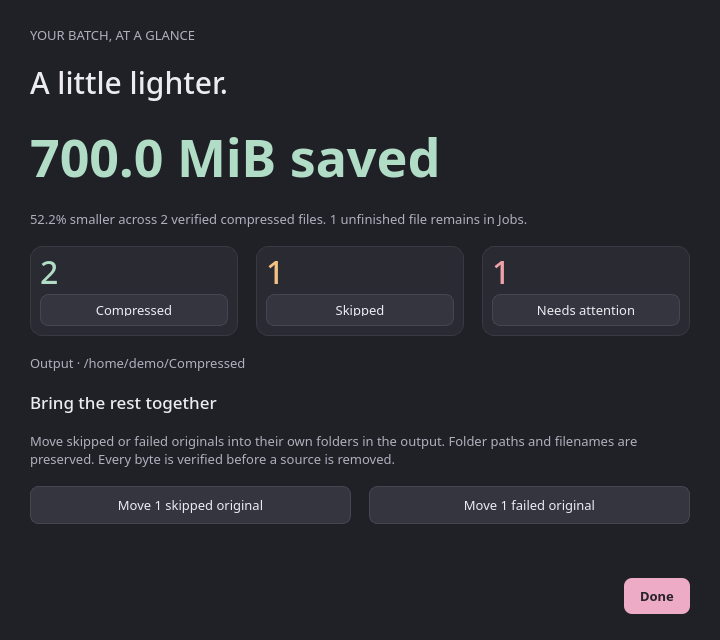 YOUR BATCH, AT A GLANCE
A little lighter.
700.0 MiB saved
52.2% smaller across 2 verified compressed files. 1 unfinished file remains in Jobs.
2
Compressed
1
Skipped
1
Needs attention
Output · /home/demo/Compressed
Bring the rest together
Move skipped or failed originals into their own folders in the output. Folder paths and filenames are
preserved. Every byte is verified before a source is removed.
Move 1 skipped original
Move 1 failed original
Done